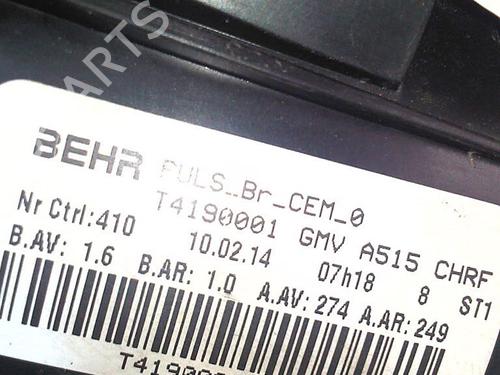 PARTS
BEHR PULS_Br_CEM_0
T4190001 GMV A515 CHRF
Nr Ctrl:410 10.02.14 07h18 8 ST1
B.AV: 1.6 B.AR: 1.0 A.AV: 274 A.AR: 249